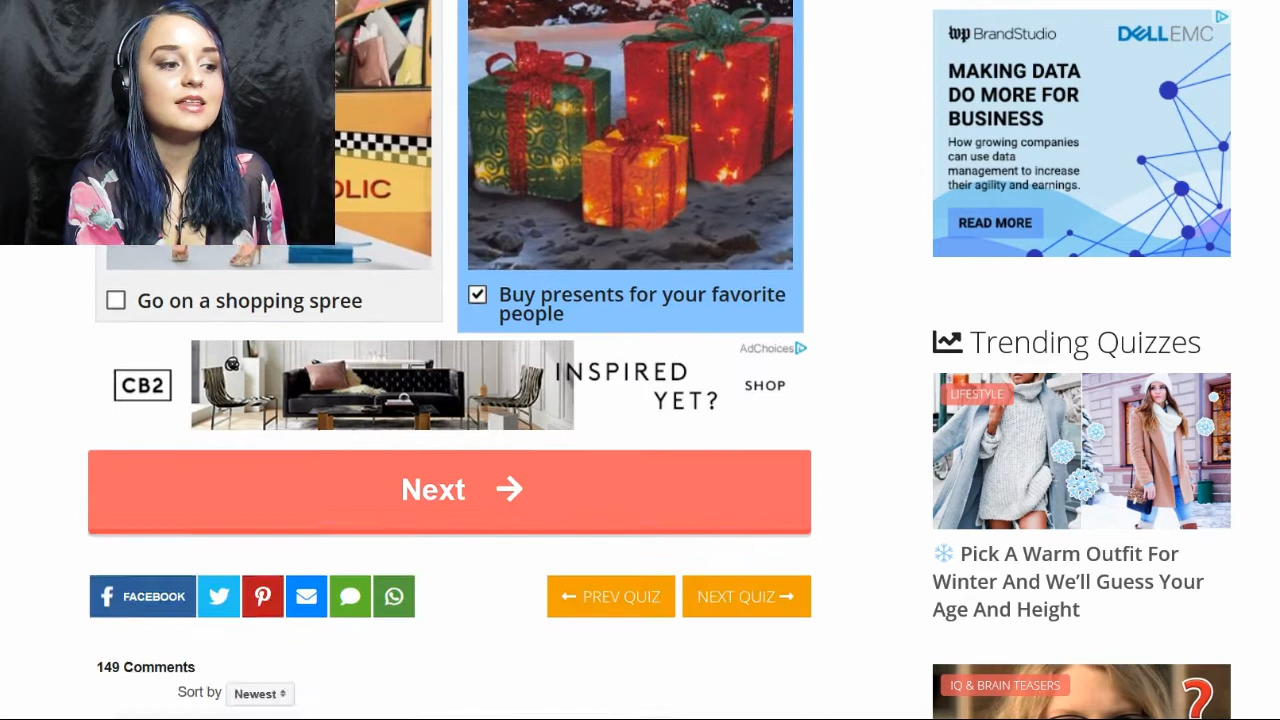 OLIC
Go on a shopping spree
Buy presents for your favorite
people
AdChoices
CB2
INSPIRED
YET?
SHOP
Next
FACEBOOK
PREV QUIZ
NEXT QUIZ
149 Comments
Sort by
Newest
wp BrandStudio
DELLEMC
MAKING DATA
DO MORE FOR
BUSINESS
How growing companies
can use data
management to increase
their agility and earnings.
READ MORE
Trending Quizzes
LIFESTYLE
Pick A Warm Outfit For
Winter And We’ll Guess Your
Age And Height
IQ & BRAIN TEASERS
?